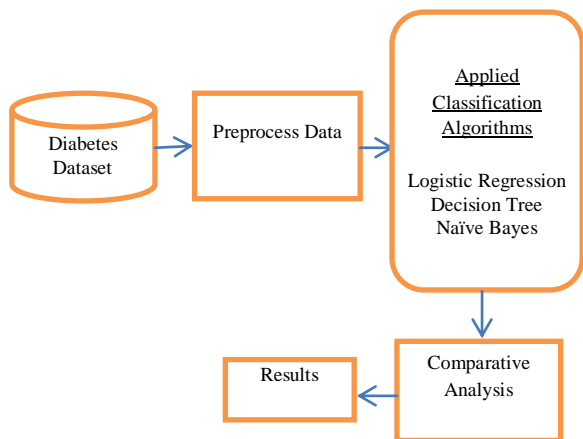 Diabetes
Dataset
Preprocess Data
Applied
Classification
Algorithms
Logistic Regression
Decision Tree
Naïve Bayes
Comparative
Analysis
Results